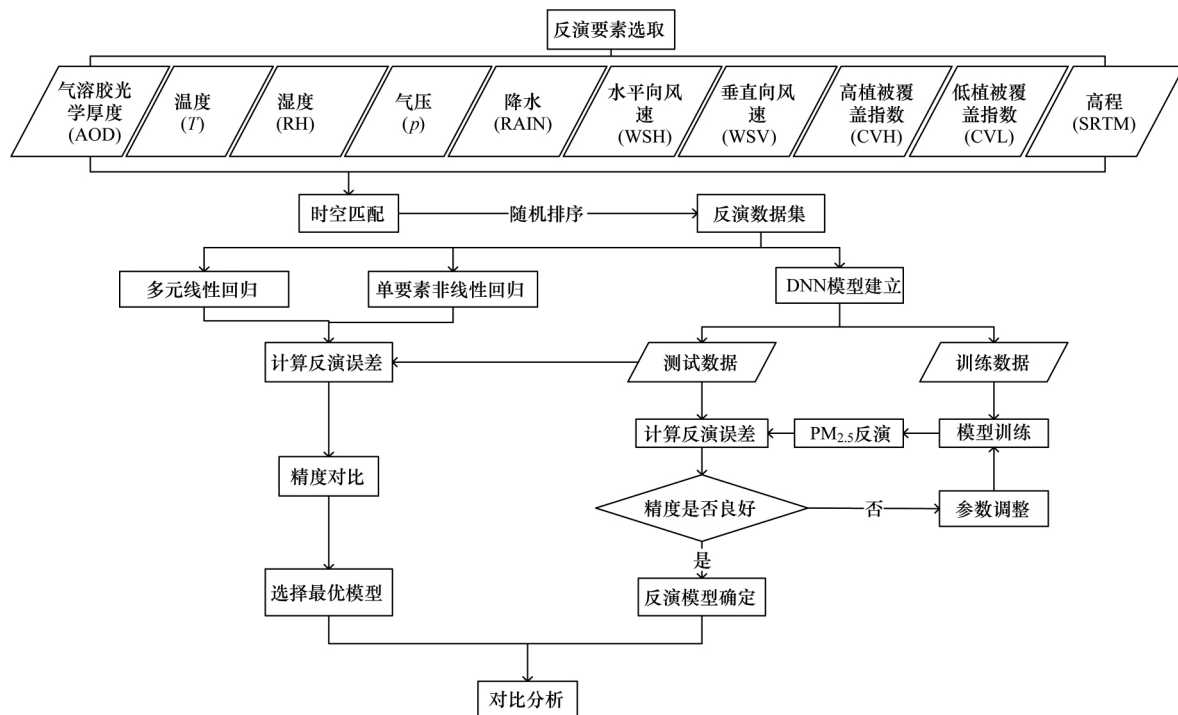 反演要素选取
气溶胶光
学厚度
(AOD)
温度
(T)
湿度
(RH)
气压
(p)
降水
(RAIN)
水平向风
速
(WSH)
垂直向风
速
(WSV)
高植被覆
盖指数
(CVH)
低植被覆
盖指数
(CVL)
高程
(SRTM)
时空匹配
随机排序
反演数据集
多元线性回归
单要素非线性回归
DNN模型建立
计算反演误差
测试数据
训练数据
计算反演误差
PM2.5反演
模型训练
精度对比
精度是否良好
否
参数调整
是
选择最优模型
反演模型确定
对比分析